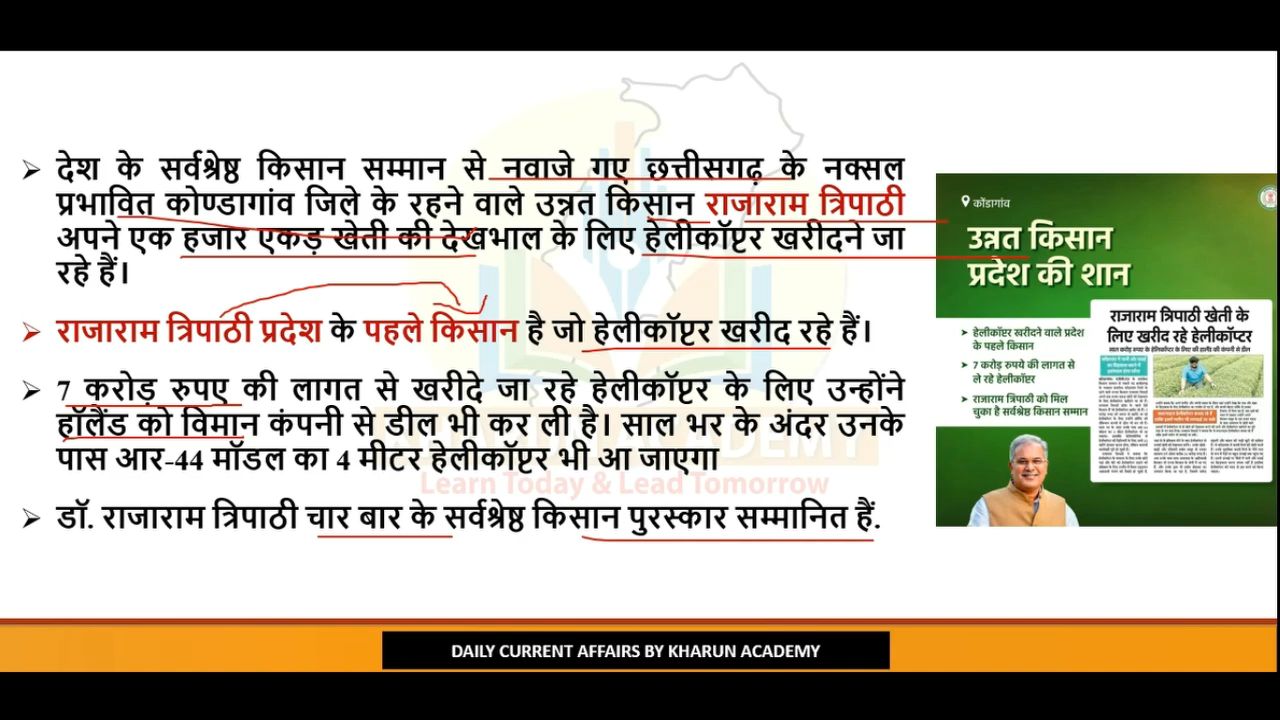 देश के सर्वश्रेष्ठ किसान सम्मान से नवाजे गए छत्तीसगढ़ के नक्सल
प्रभावित कोण्डागांव जिले के रहने वाले उन्नत किसान राजाराम त्रिपाठी
अपने एक हजार एकड़ खेती की देखभाल के लिए हेलीकॉप्टर खरीदने जा
रहे हैं।
राजाराम त्रिपाठी प्रदेश के पहले किसान है जो हेलीकॉप्टर खरीद रहे हैं।
7 करोड़ रुपए की लागत से खरीदे जा रहे हेलीकॉप्टर के लिए उन्होंने
हॉलैंड को विमान कंपनी से डील भी कर ली है। साल भर के अंदर उनके
पास आर-44 मॉडल का 4 मीटर हेलीकॉप्टर भी आ जाएगा
Learn Today & Lead Tomorrow
डॉ. राजाराम त्रिपाठी चार बार के सर्वश्रेष्ठ किसान पुरस्कार सम्मानित हैं.
कोंडागांव
उन्नत किसान
प्रदेश की शान
हेलीकॉप्टर खरीदने वाले प्रदेश
के पहले किसान
7 करोड़ रुपये की लागत से
ले रहे हेलीकॉप्टर
राजाराम त्रिपाठी को मिल
चुका है सर्वश्रेष्ठ किसान सम्मान
राजाराम त्रिपाठी खेती के
लिए खरीद रहे हेलीकॉप्टर
DAILY CURRENT AFFAIRS BY KHARUN ACADEMY